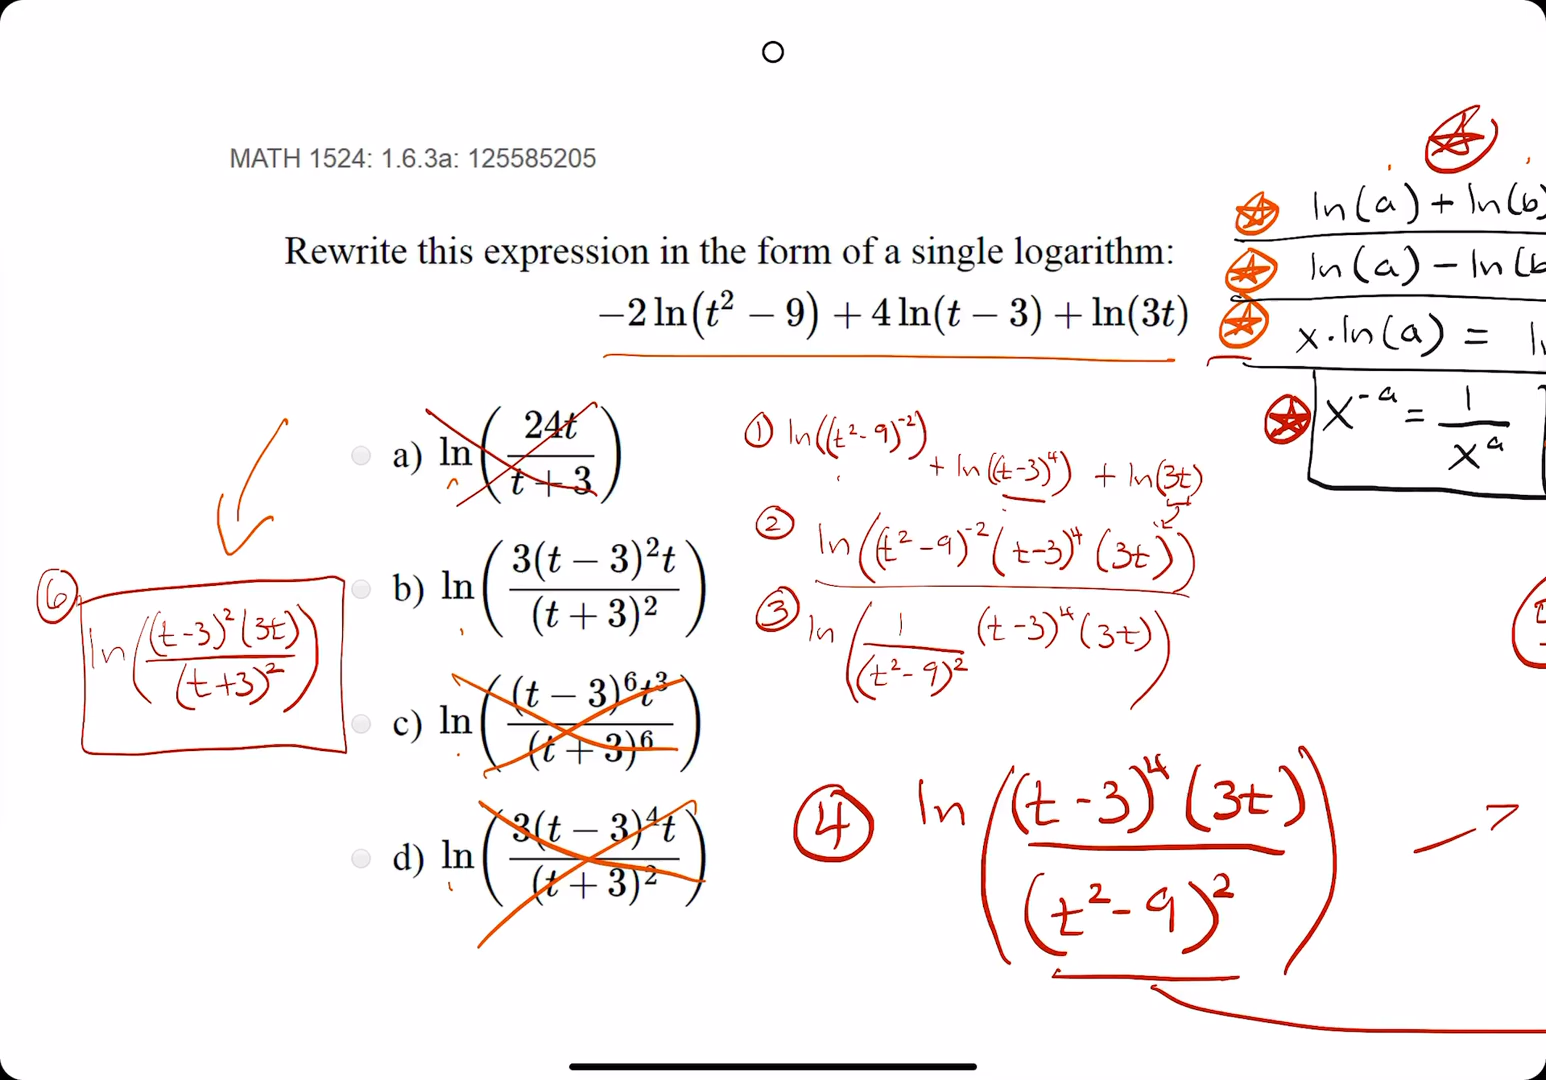 MATH 1524: 1.6.3a: 125585205
Rewrite this expression in the form of a single logarithm:
−2 ln(t² − 9) + 4 ln(t − 3) + ln(3t)
ln(a) + ln(b)
ln(a) − ln(b
x·ln(a) =
x⁻ᵃ = 1/xᵃ
a) ln(24t/(t + 3))
b) ln(3(t − 3)²t/(t + 3)²)
c) ln((t − 3)⁶t³/(t + 3)⁶)
d) ln(3(t − 3)⁴t/(t + 3)²)
① ln((t² - 9)⁻²)
+ ln((t-3)⁴) + ln(3t)
② ln((t² - 9)⁻² (t-3)⁴ (3t))
③ ln(1/(t² - 9)² (t-3)⁴ (3t))
④ ln((t-3)⁴ (3t)/(t² - 9)²)
⑥ ln((t-3)² (3t)/(t+3)²)